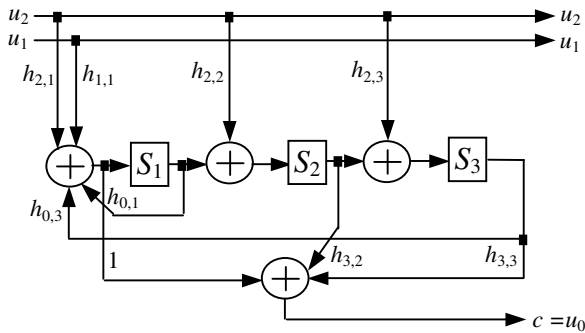 u₂ u₂
u₁ u₁
h₂,₁ h₁,₁ h₂,₂ h₂,₃
S₁ S₂ S₃
h₀,₃ h₀,₁
1 h₃,₂ h₃,₃
c =u₀